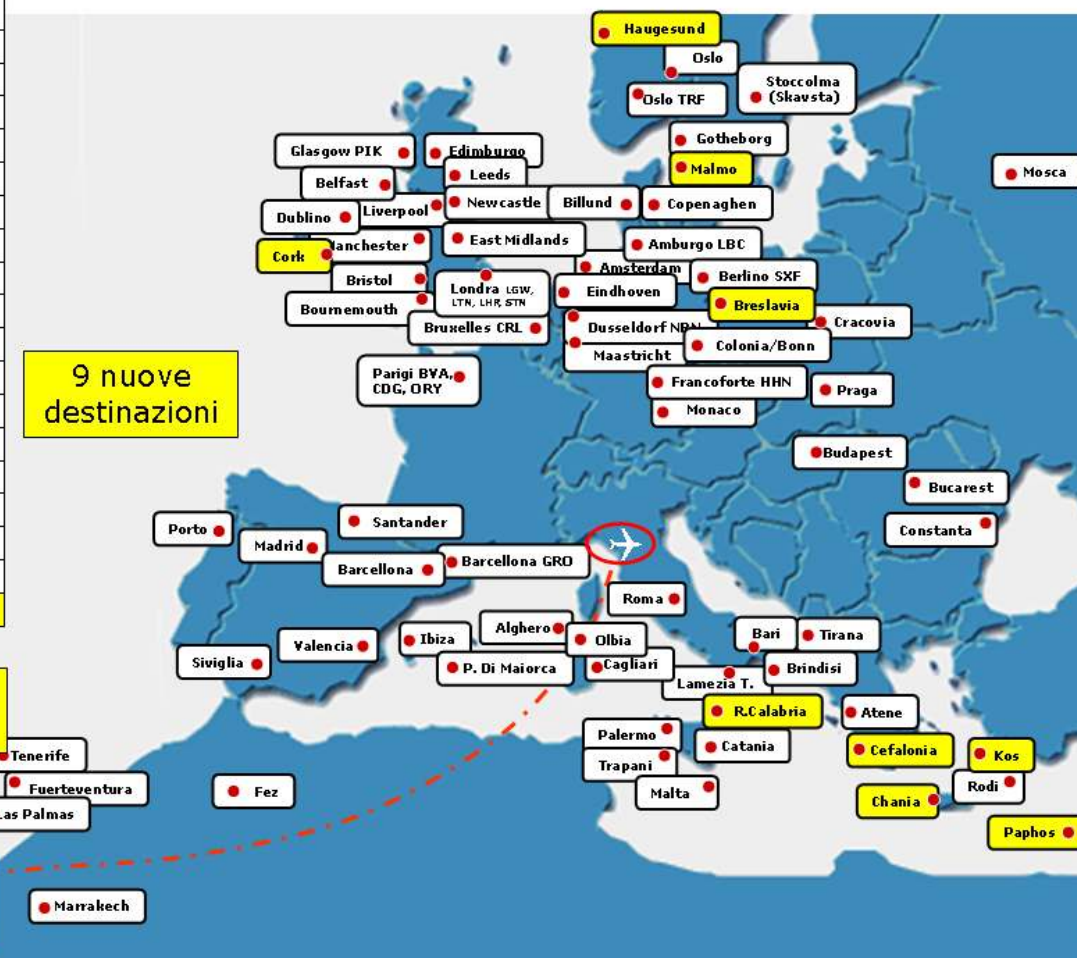 Haugesund
Oslo
Stoccolma
(Skavsta)
Oslo TRF
Gotheborg
Glasgow PIK
Edimburgo
Malmo
Leeds
Mosca
Belfast
Newcastle
Billund
Copenaghen
Liverpool
Dublino
East Midlands
Amburgo LBC
Manchester
Cork
Amsterdam
Berlino SXF
Bristol
Londra LGW,
LTN, LHR, STN
Eindhoven
Breslavia
Bournemouth
Bruxelles CRL
Dusseldorf NRN
Cracovia
Colonia/Bonn
Maastricht
9 nuove
destinazioni
Parigi BVA,
CDG, ORY
Francoforte HHN
Praga
Monaco
Budapest
Bucarest
Porto
Santander
Constanta
Madrid
Barcellona
Barcellona GRO
Roma
Alghero
Bari
Tirana
Valencia
Ibiza
Olbia
Siviglia
P. Di Maiorca
Cagliari
Brindisi
Lamezia T.
R.Calabria
Atene
Palermo
Catania
Cefalonia
Kos
Tenerife
Trapani
Fuerteventura
Fez
Malta
Rodi
Chania
Las Palmas
Paphos
Marrakech